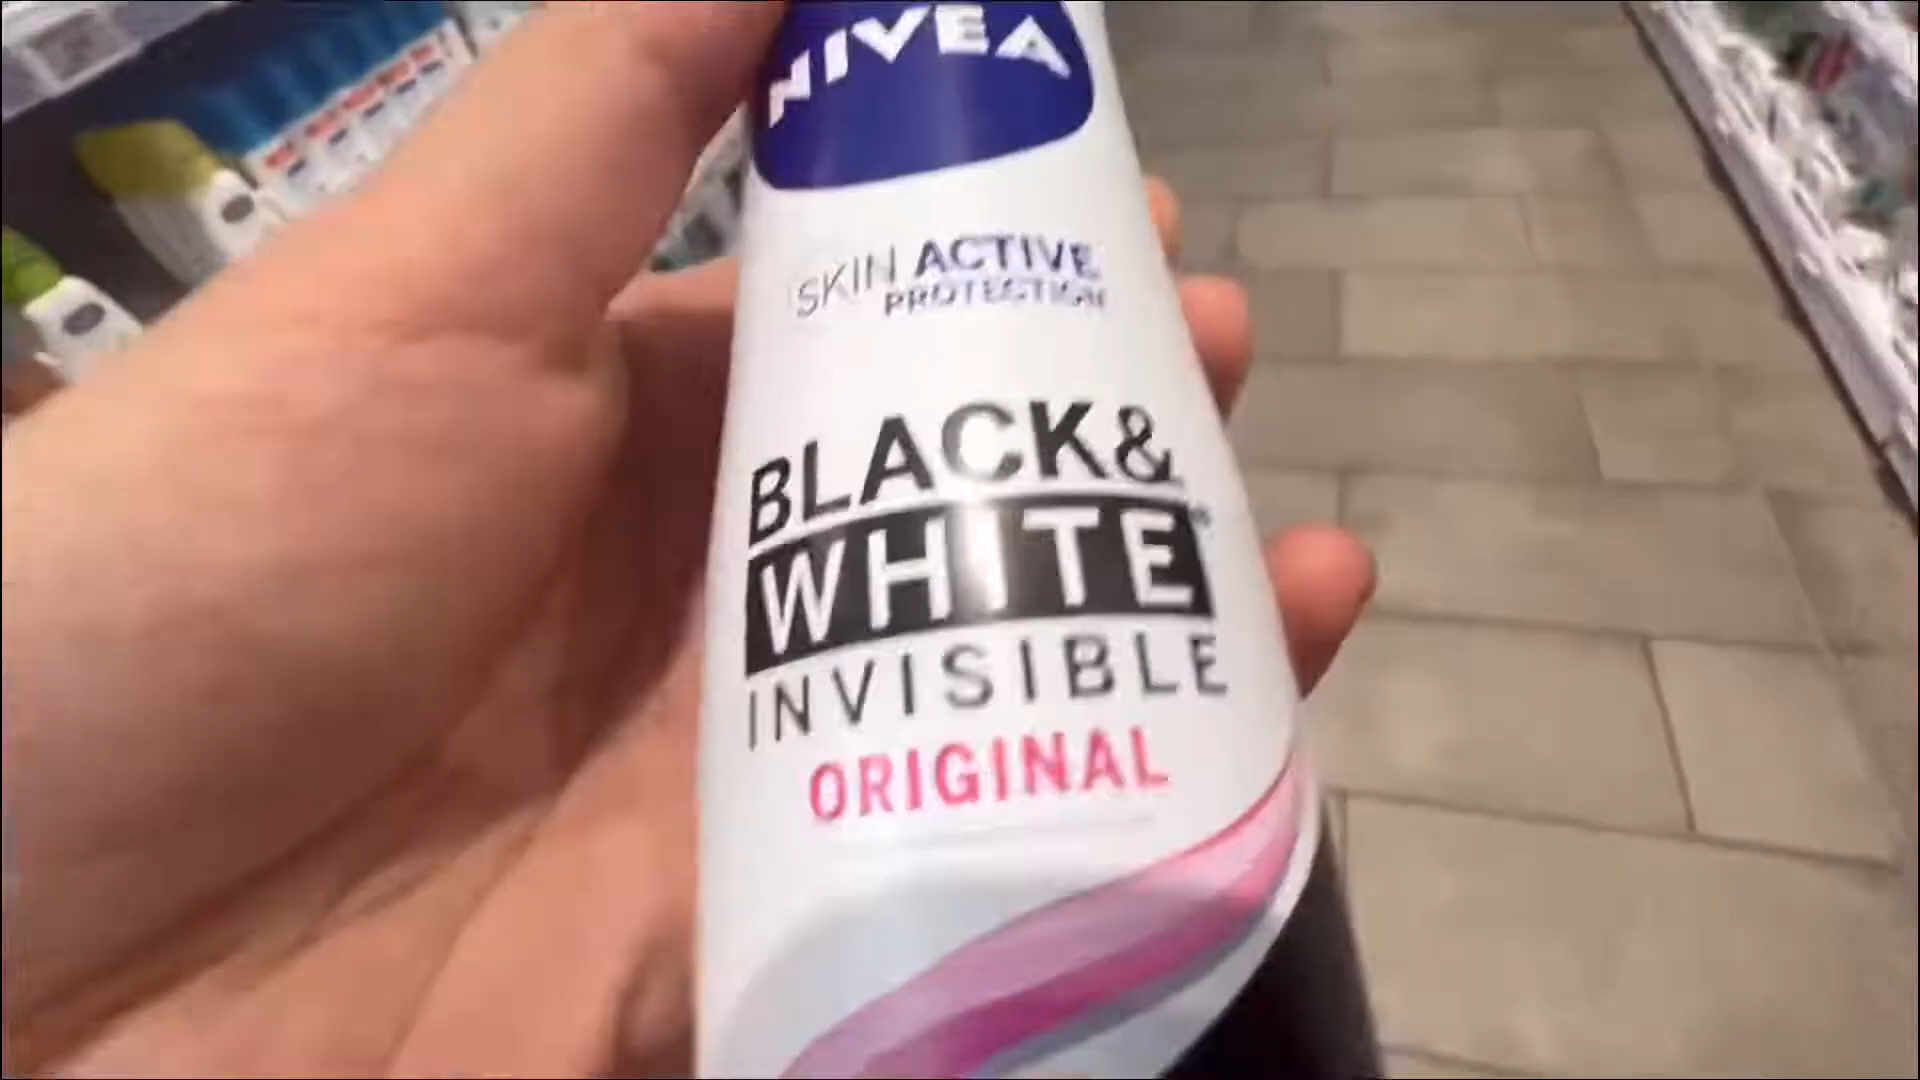 NIVEA
SKIN ACTIVE
PROTECTION
BLACK&
WHITE®
INVISIBLE
ORIGINAL